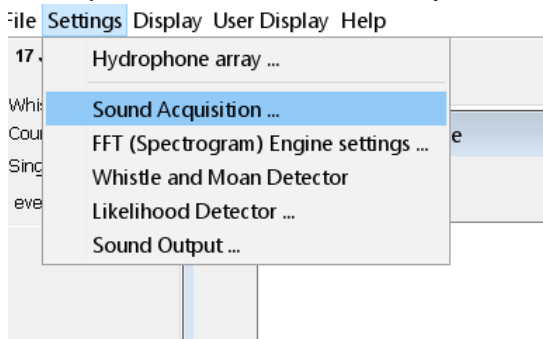 File Settings Display User Display Help
17
Hydrophone array ...
Sound Acquisition ...
FFT (Spectrogram) Engine settings ...
Whistle and Moan Detector
Likelihood Detector ...
Sound Output ...